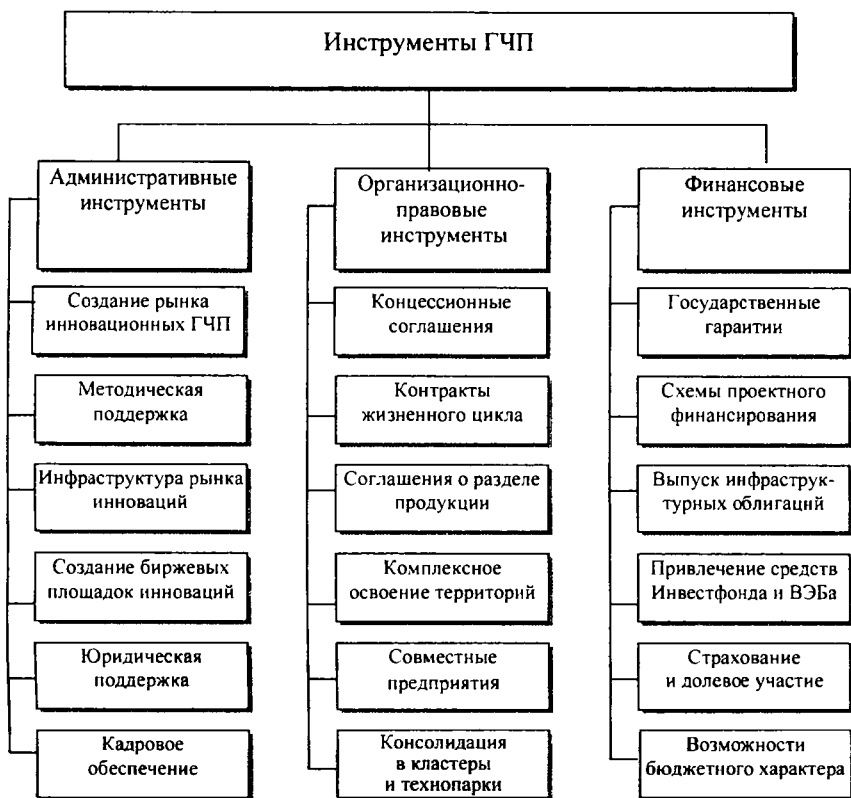 Инструменты ГЧП
Административные
инструменты
Создание рынка
инновационных ГЧП
Методическая
поддержка
Инфраструктура рынка
инноваций
Создание биржевых
площадок инноваций
Юридическая
поддержка
Кадровое
обеспечение
Организационно-
правовые
инструменты
Концессионные
соглашения
Контракты
жизненного цикла
Соглашения о разделе
продукции
Комплексное
освоение территорий
Совместные
предприятия
Консолидация
в кластеры
и технопарки
Финансовые
инструменты
Государственные
гараитии
Схемы проектного
финансирования
Выпуск инфраструк-
турных облигаций
Привлечение средств
Инвестфонда и ВЭБа
Страхование
и долевое участие
Возможности
бюджетного характера